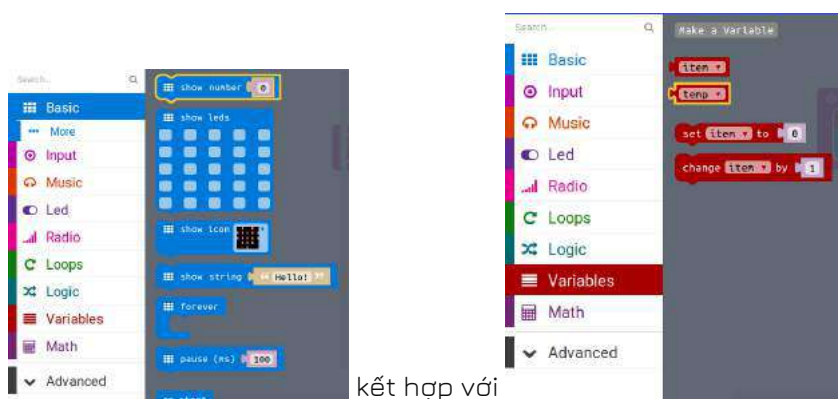 Search...
Basic
More
Input
Music
Led
Radio
Loops
Logic
Variables
Math
Advanced
show number 0
show leds
show icon
show string " Hello! "
forever
pause (ms) 100
start
kết hợp với
Search...
Basic
Input
Music
Led
Radio
Loops
Logic
Variables
Math
Advanced
Make a Variable
item
temp
set item to 0
change item by 1